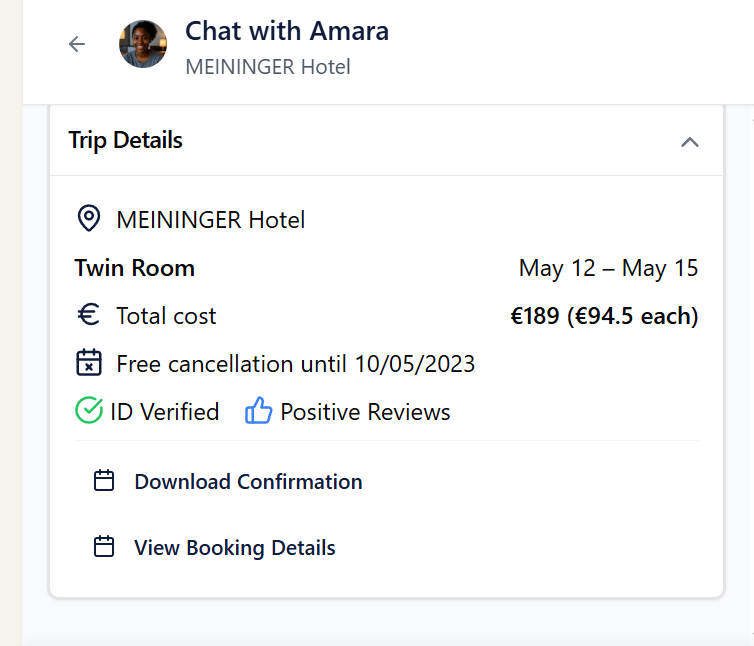 Chat with Amara
MEININGER Hotel
Trip Details
MEININGER Hotel
Twin Room May 12 – May 15
€ Total cost €189 (€94.5 each)
Free cancellation until 10/05/2023
ID Verified Positive Reviews
Download Confirmation
View Booking Details